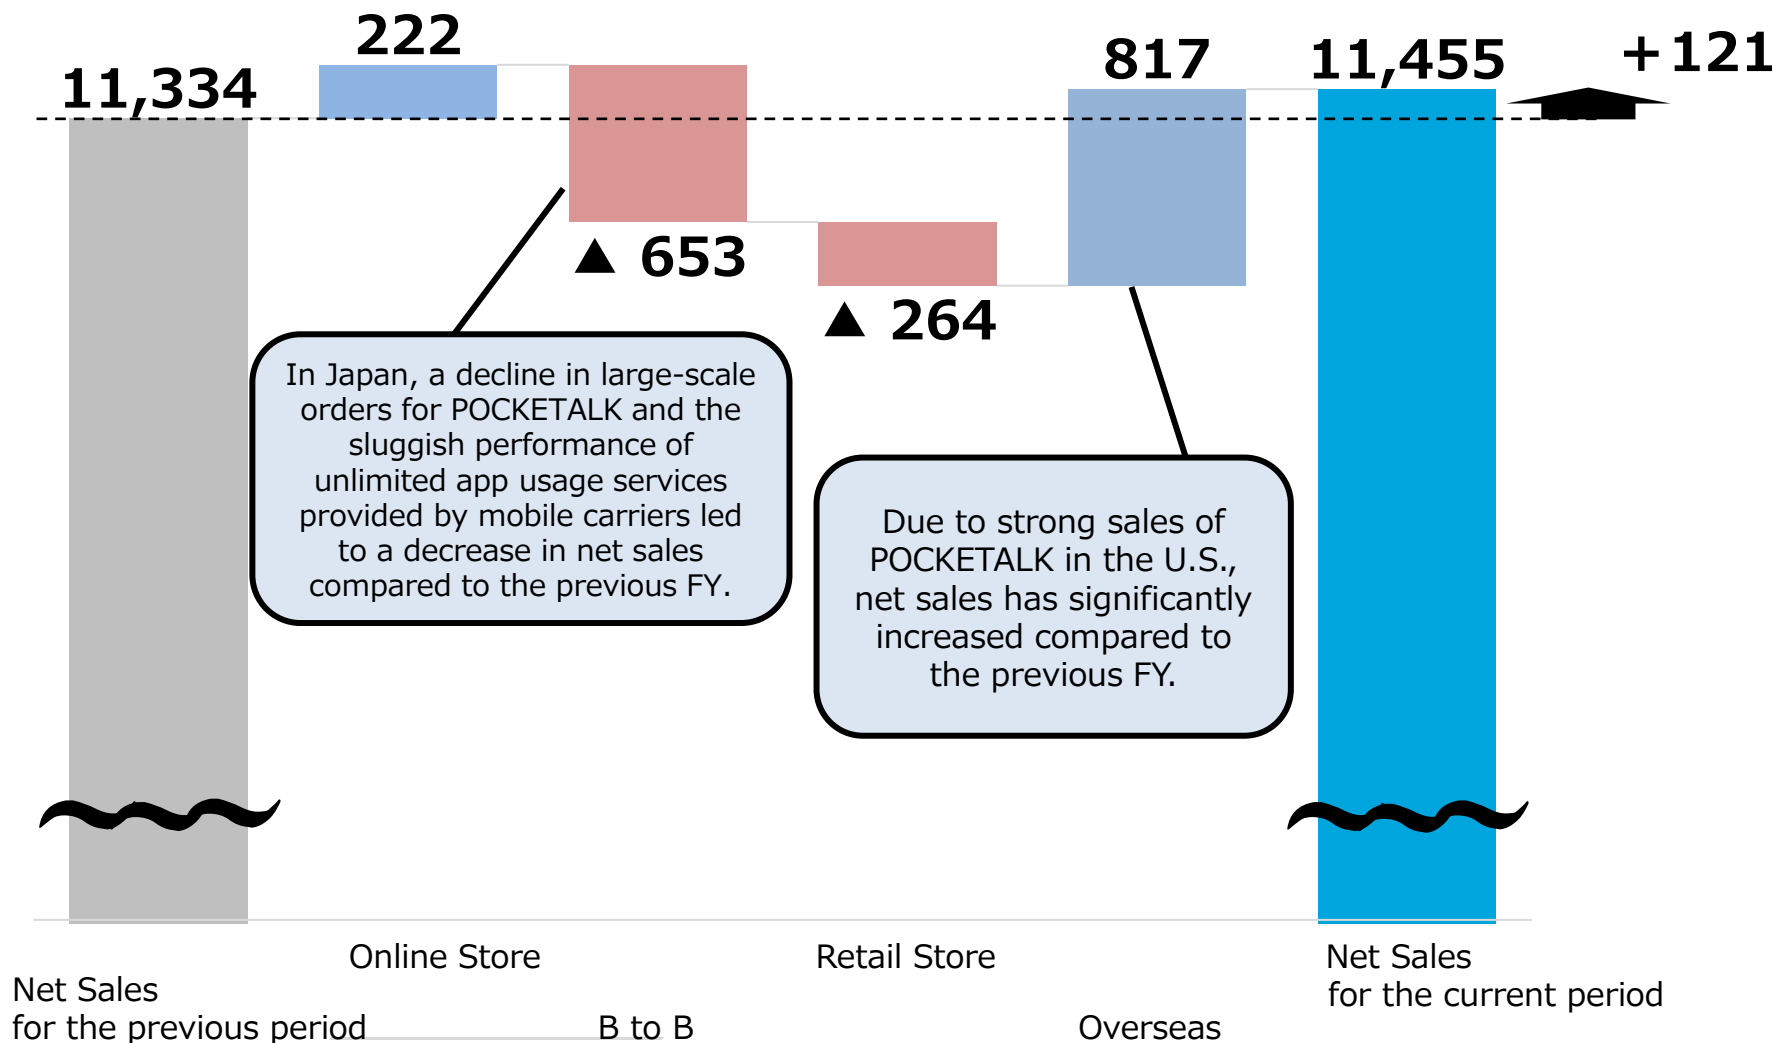 222
817
11,455
+121
11,334
▲ 653
▲ 264
In Japan, a decline in large-scale
orders for POCKETALK and the
sluggish performance of
unlimited app usage services
provided by mobile carriers led
to a decrease in net sales
compared to the previous FY.
Due to strong sales of
POCKETALK in the U.S.,
net sales has significantly
increased compared to
the previous FY.
Net Sales
for the previous period
Online Store
B to B
Retail Store
Overseas
Net Sales
for the current period